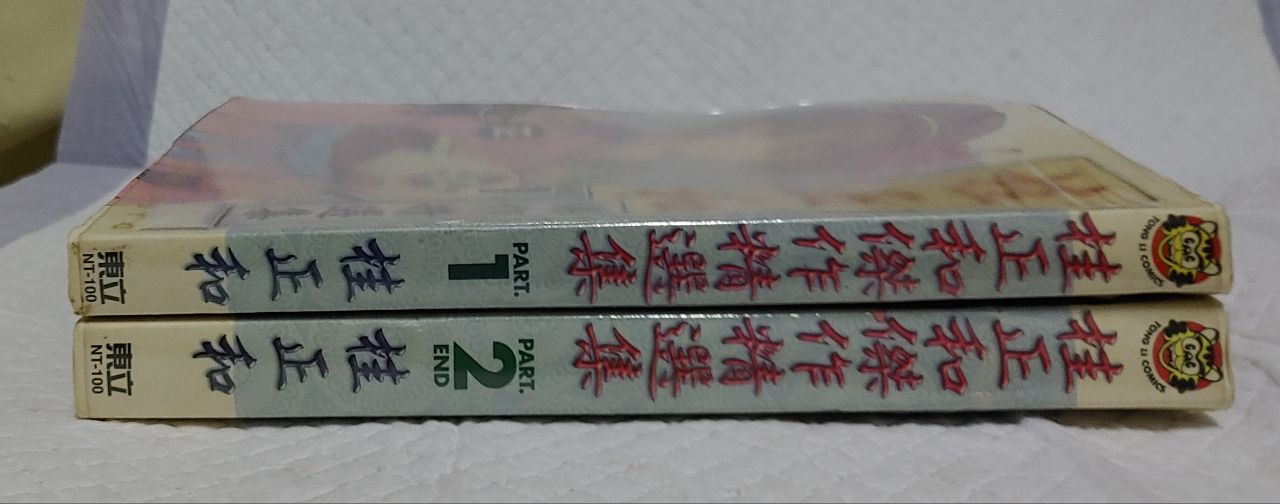 TONG LI COMICS
桂正和傑作精選集
PART.
1
桂正和
東立
NT-100
TONG LI COMICS
桂正和傑作精選集
PART.
2
END
桂正和
東立
NT-100